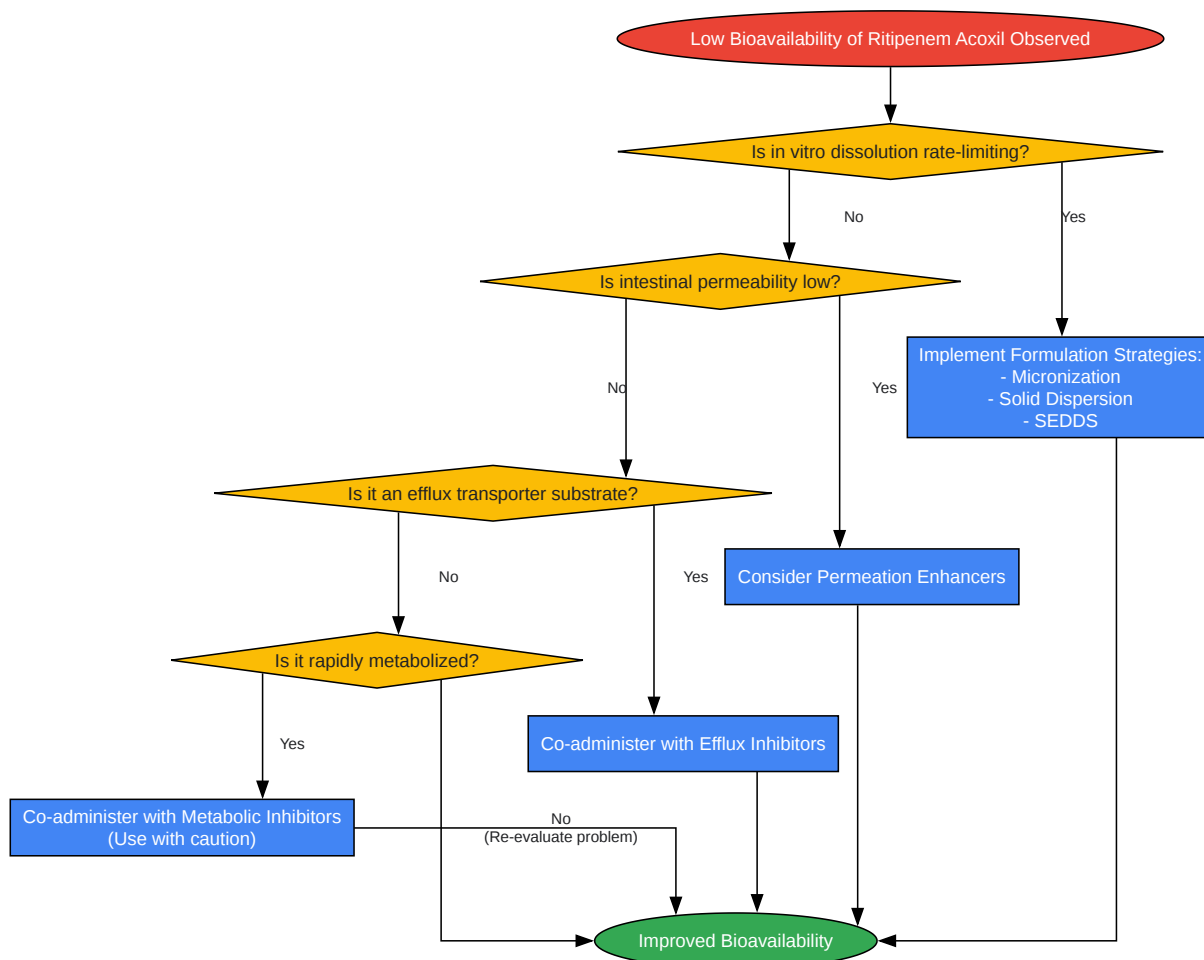 Low Bioavailability of Ritipenem Acoxil Observed
Is in vitro dissolution rate-limiting?
No
Yes
Is intestinal permeability low?
Implement Formulation Strategies:
- Micronization
- Solid Dispersion
- SEDDS
No
Yes
Is it an efflux transporter substrate?
No
Yes
Consider Permeation Enhancers
Is it rapidly metabolized?
Yes
Co-administer with Efflux Inhibitors
Co-administer with Metabolic Inhibitors
(Use with caution)
No
(Re-evaluate problem)
Improved Bioavailability